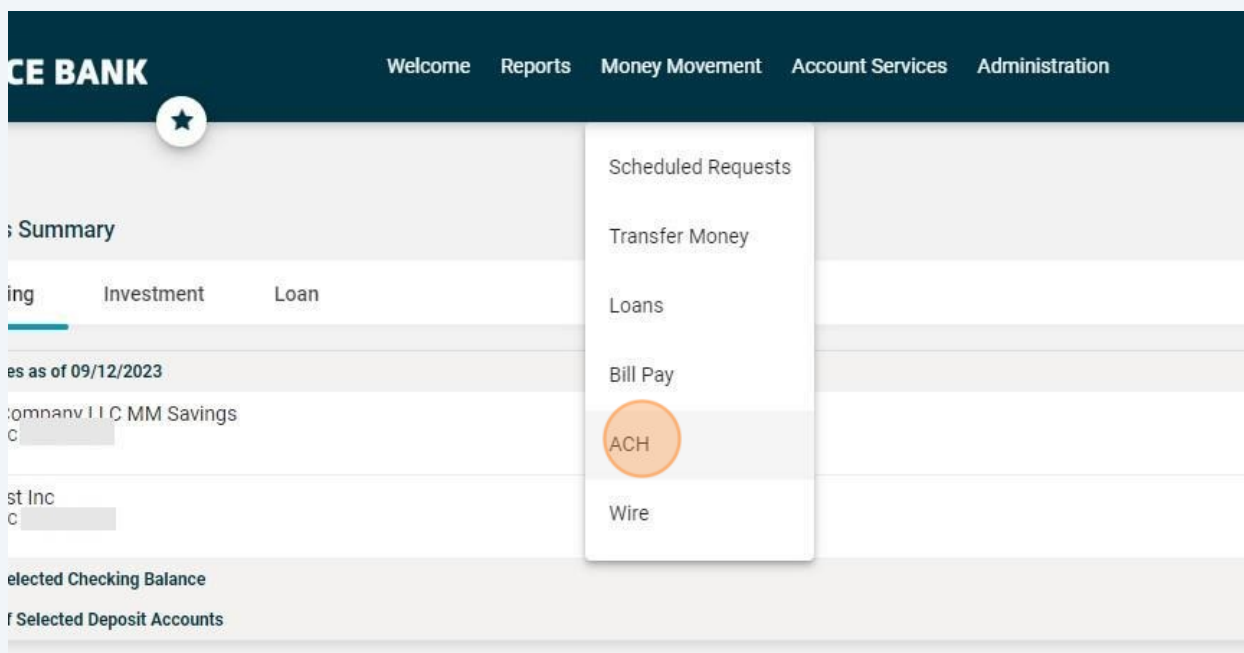 CE BANK
Welcome Reports Money Movement Account Services Administration
Scheduled Requests
Transfer Money
Loans
Bill Pay
ACH
Wire
s Summary
ing Investment Loan
es as of 09/12/2023
Company LLC MM Savings
C
st Inc
C
elected Checking Balance
f Selected Deposit Accounts